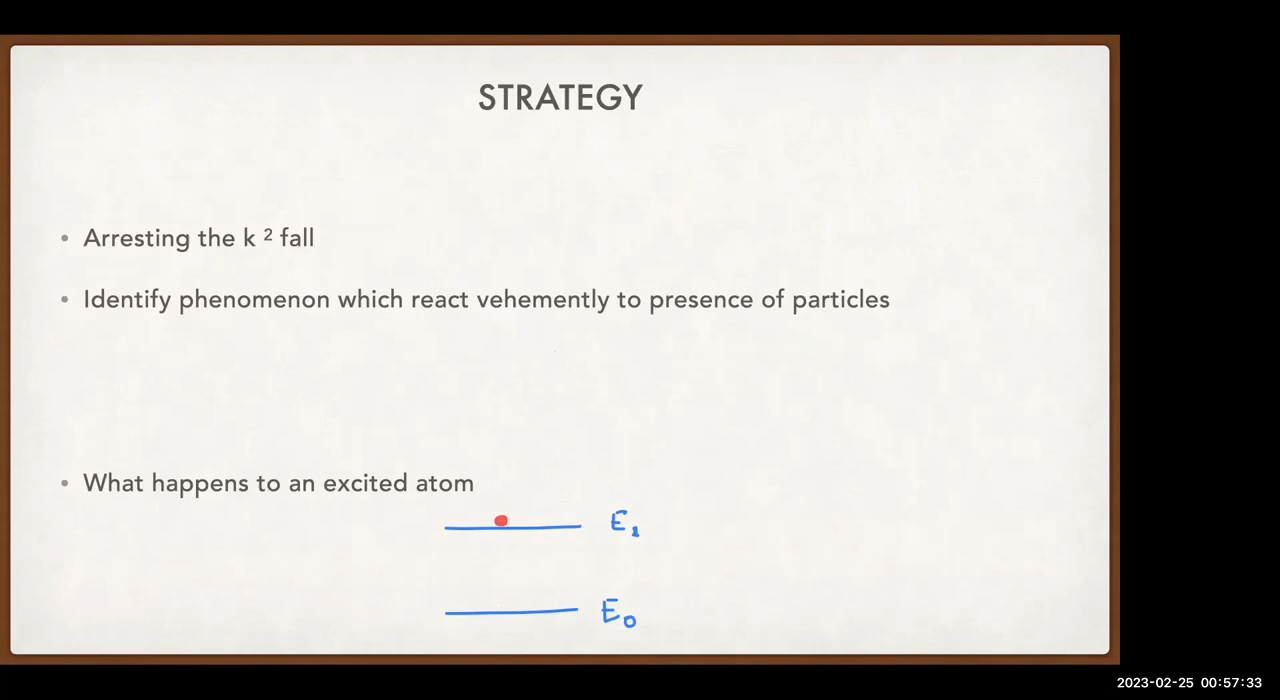 STRATEGY
• Arresting the k ² fall
• Identify phenomenon which react vehemently to presence of particles
• What happens to an excited atom
E₁
E₀
2023-02-25 00:57:33